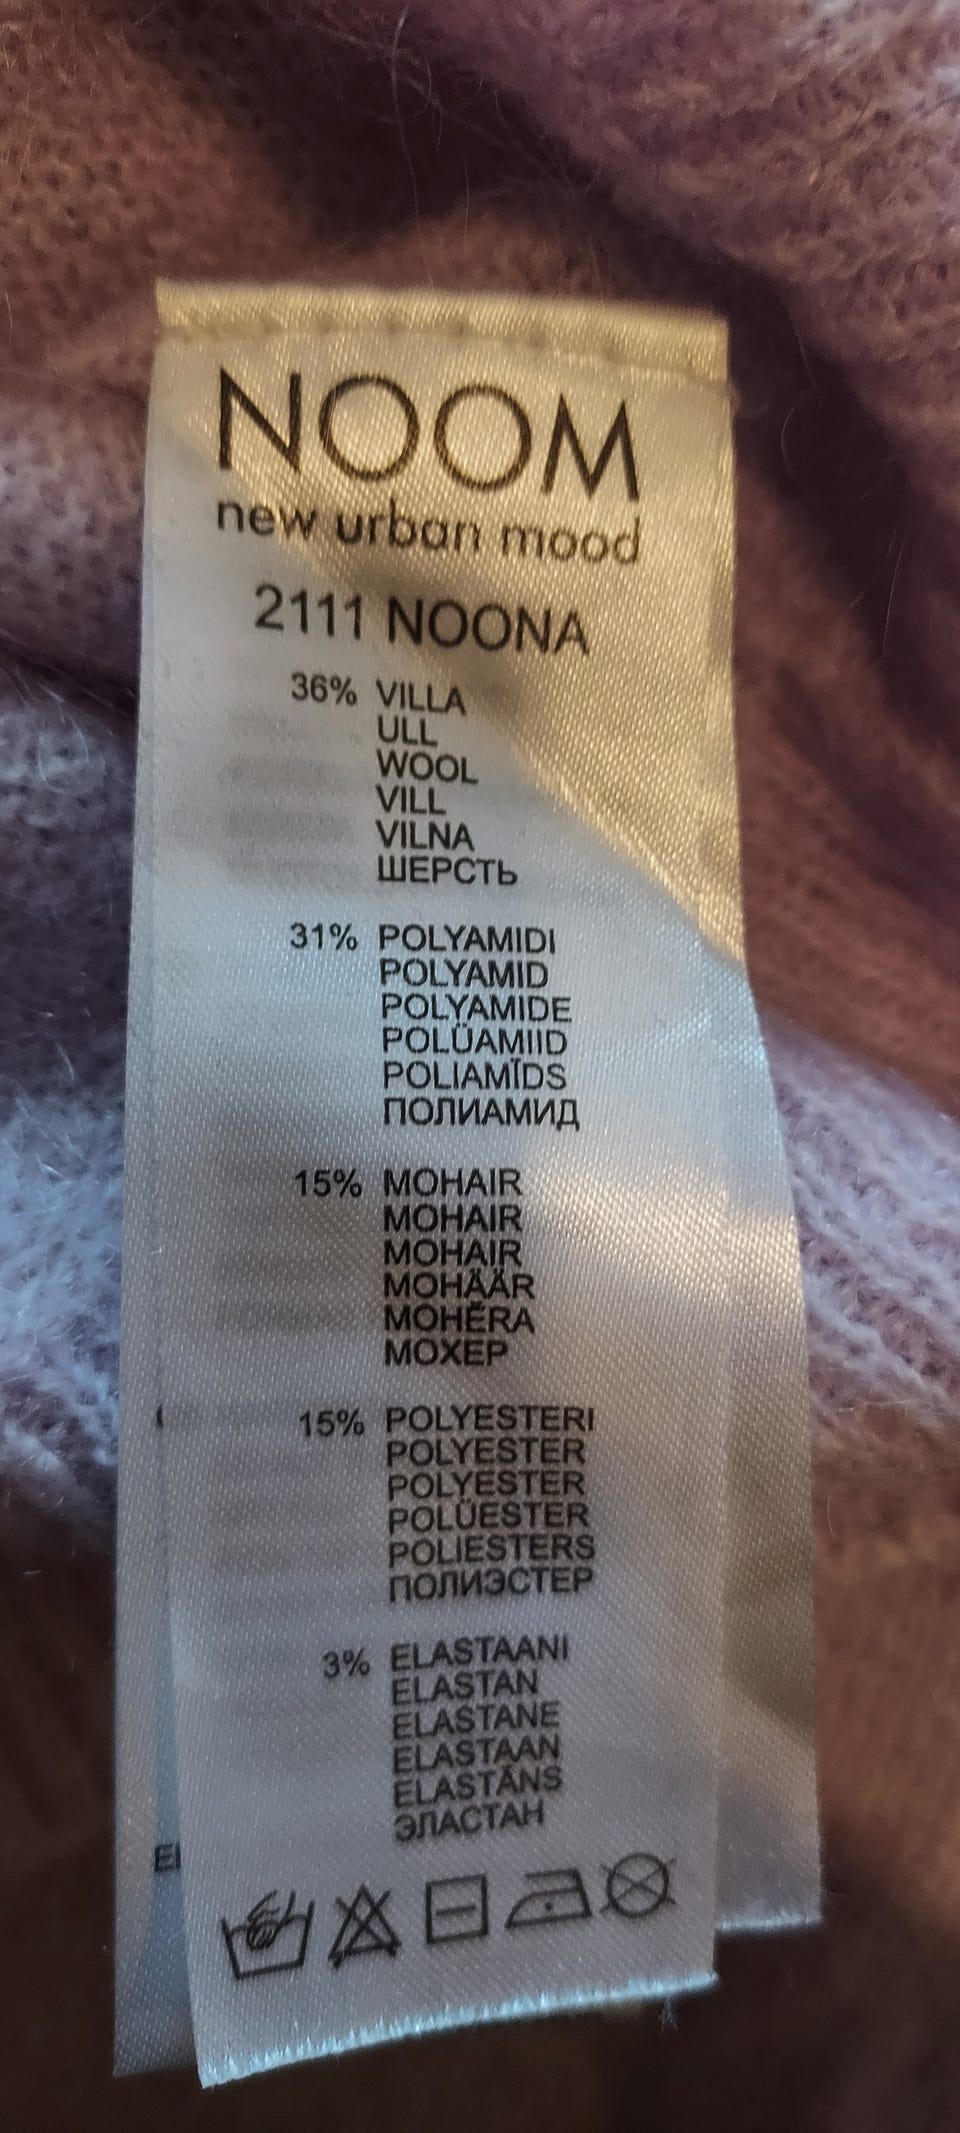 NOOM
new urban mood
2111 NOONA
36% VILLA
ULL
WOOL
VILL
VILNA
ШЕРСТЬ
31% POLYAMIDI
POLYAMID
POLYAMIDE
POLÜAMIID
POLIAMĪDS
ПОЛИАМИД
15% MOHAIR
MOHAIR
MOHAIR
MOHÄÄR
MOHĒRA
МОХЕР
15% POLYESTERI
POLYESTER
POLYESTER
POLÜESTER
POLIESTERS
ПОЛИЭСТЕР
3% ELASTAANI
ELASTAN
ELASTANE
ELASTAAN
ELASTĀNS
ЭЛАСТАН